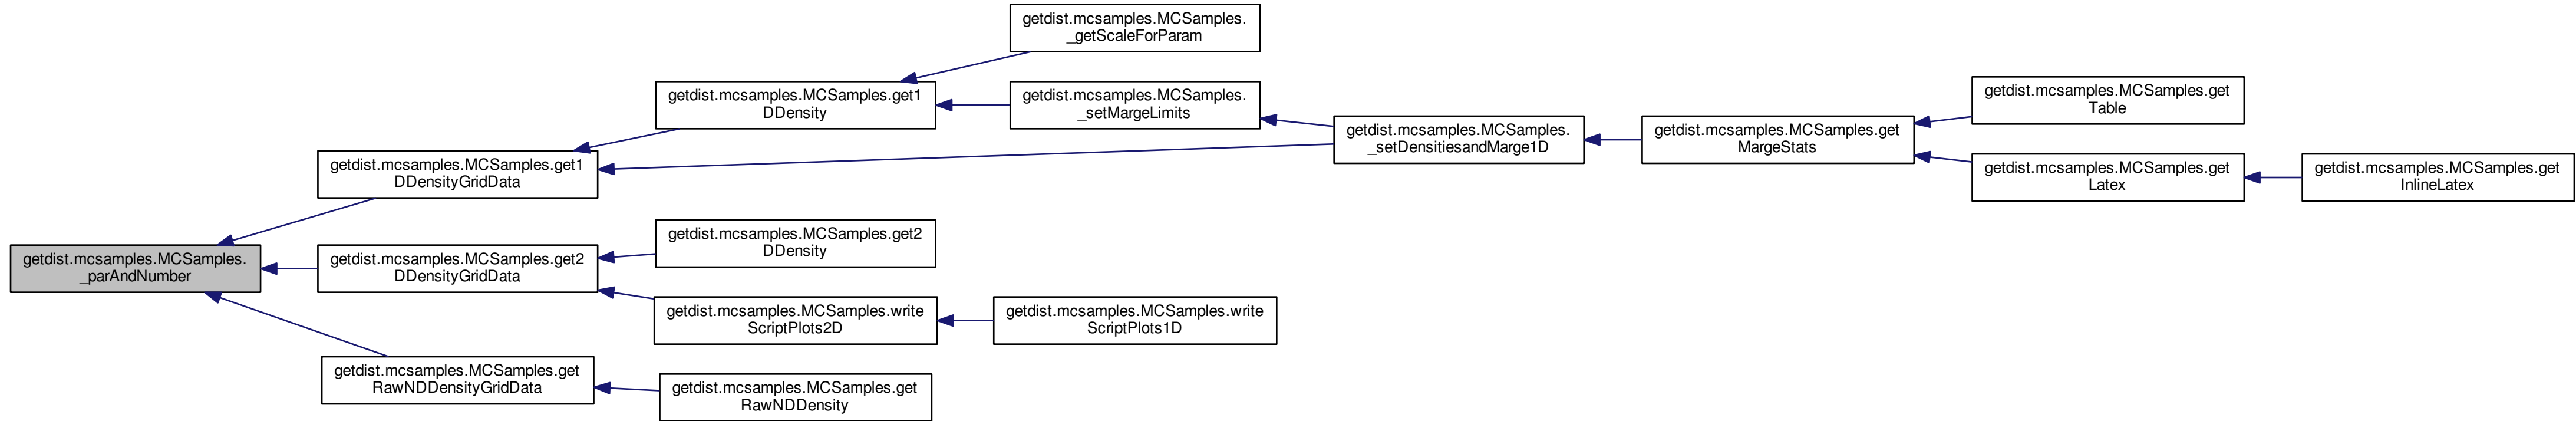 getdist.mcsamples.MCSamples.
_getScaleForParam
getdist.mcsamples.MCSamples.get1
DDensity
getdist.mcsamples.MCSamples.
_setMargeLimits
getdist.mcsamples.MCSamples.get
Table
getdist.mcsamples.MCSamples.
_setDensitiesandMarge1D
getdist.mcsamples.MCSamples.get
MargeStats
getdist.mcsamples.MCSamples.get1
DDensityGridData
getdist.mcsamples.MCSamples.get
Latex
getdist.mcsamples.MCSamples.get
InlineLatex
getdist.mcsamples.MCSamples.get2
DDensity
getdist.mcsamples.MCSamples.
_parAndNumber
getdist.mcsamples.MCSamples.get2
DDensityGridData
getdist.mcsamples.MCSamples.write
ScriptPlots2D
getdist.mcsamples.MCSamples.write
ScriptPlots1D
getdist.mcsamples.MCSamples.get
RawNDDensityGridData
getdist.mcsamples.MCSamples.get
RawNDDensity